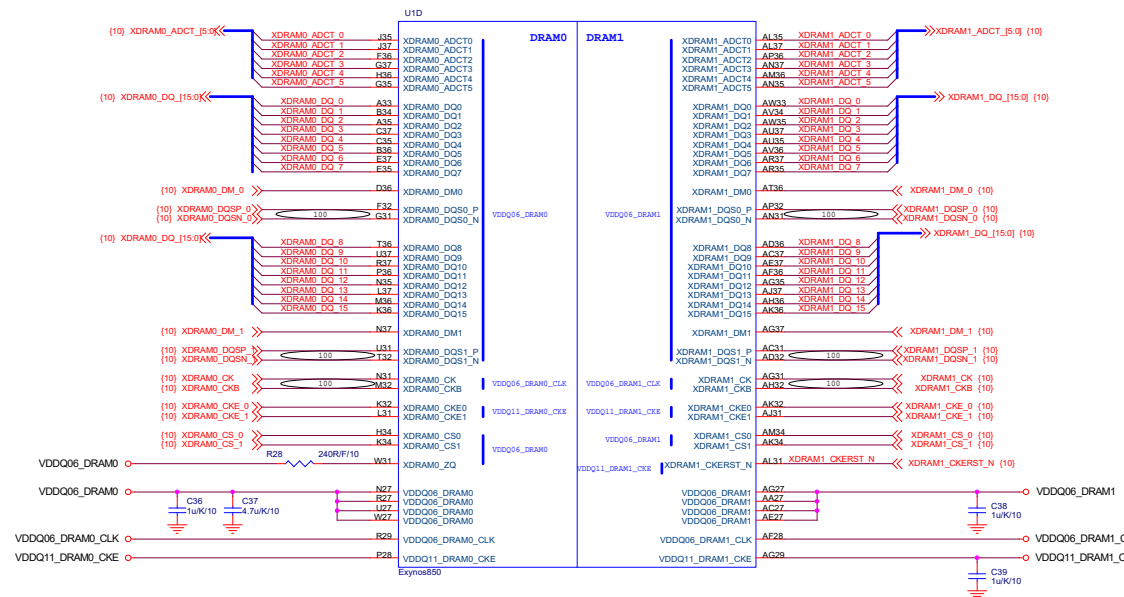 U1D
DRAM0 DRAM1
{10} XDRAM0_ADCT_[5:0]
XDRAM0_ADCT_0 J35 XDRAM0_ADCT0
XDRAM0_ADCT_1 J37 XDRAM0_ADCT1
XDRAM0_ADCT_2 F36 XDRAM0_ADCT2
XDRAM0_ADCT_3 G37 XDRAM0_ADCT3
XDRAM0_ADCT_4 H36 XDRAM0_ADCT4
XDRAM0_ADCT_5 G35 XDRAM0_ADCT5
{10} XDRAM0_DQ_[15:0]
XDRAM0_DQ_0 A33 XDRAM0_DQ0
XDRAM0_DQ_1 B34 XDRAM0_DQ1
XDRAM0_DQ_2 A35 XDRAM0_DQ2
XDRAM0_DQ_3 C37 XDRAM0_DQ3
XDRAM0_DQ_4 C35 XDRAM0_DQ4
XDRAM0_DQ_5 B36 XDRAM0_DQ5
XDRAM0_DQ_6 E37 XDRAM0_DQ6
XDRAM0_DQ_7 E35 XDRAM0_DQ7
{10} XDRAM0_DM_0 D36 XDRAM0_DM0
{10} XDRAM0_DQSP_0 F32 XDRAM0_DQS0_P
{10} XDRAM0_DQSN_0 G31 XDRAM0_DQS0_N
100
VDDQ06_DRAM0
{10} XDRAM0_DQ_[15:0]
XDRAM0_DQ_8 T36 XDRAM0_DQ8
XDRAM0_DQ_9 U37 XDRAM0_DQ9
XDRAM0_DQ_10 R37 XDRAM0_DQ10
XDRAM0_DQ_11 P36 XDRAM0_DQ11
XDRAM0_DQ_12 N35 XDRAM0_DQ12
XDRAM0_DQ_13 L37 XDRAM0_DQ13
XDRAM0_DQ_14 M36 XDRAM0_DQ14
XDRAM0_DQ_15 K36 XDRAM0_DQ15
{10} XDRAM0_DM_1 N37 XDRAM0_DM1
{10} XDRAM0_DQSP_1 U31 XDRAM0_DQS1_P
{10} XDRAM0_DQSN_1 T32 XDRAM0_DQS1_N
100
{10} XDRAM0_CK N31 XDRAM0_CK
{10} XDRAM0_CKB M32 XDRAM0_CKB
100
VDDQ06_DRAM0_CLK
{10} XDRAM0_CKE_0 K32 XDRAM0_CKE0
{10} XDRAM0_CKE_1 L31 XDRAM0_CKE1
VDDQ11_DRAM0_CKE
{10} XDRAM0_CS_0 H34 XDRAM0_CS0
{10} XDRAM0_CS_1 K34 XDRAM0_CS1
VDDQ06_DRAM0
VDDQ06_DRAM0 R28 240R/F/10 W31 XDRAM0_ZQ
VDDQ06_DRAM0 N27 VDDQ06_DRAM0
R27 VDDQ06_DRAM0
U27 VDDQ06_DRAM0
W27 VDDQ06_DRAM0
C36
1u/K/10
C37
4.7u/K/10
VDDQ06_DRAM0_CLK R29 VDDQ06_DRAM0_CLK
VDDQ11_DRAM0_CKE P28 VDDQ11_DRAM0_CKE
Exynos850
XDRAM1_ADCT_[5:0] {10}
XDRAM1_ADCT0 AL35 XDRAM1_ADCT_0
XDRAM1_ADCT1 AL37 XDRAM1_ADCT_1
XDRAM1_ADCT2 AP36 XDRAM1_ADCT_2
XDRAM1_ADCT3 AN37 XDRAM1_ADCT_3
XDRAM1_ADCT4 AM36 XDRAM1_ADCT_4
XDRAM1_ADCT5 AN35 XDRAM1_ADCT_5
XDRAM1_DQ_[15:0] {10}
XDRAM1_DQ0 AW33 XDRAM1_DQ_0
XDRAM1_DQ1 AV34 XDRAM1_DQ_1
XDRAM1_DQ2 AW35 XDRAM1_DQ_2
XDRAM1_DQ3 AU37 XDRAM1_DQ_3
XDRAM1_DQ4 AU35 XDRAM1_DQ_4
XDRAM1_DQ5 AV36 XDRAM1_DQ_5
XDRAM1_DQ6 AR37 XDRAM1_DQ_6
XDRAM1_DQ7 AR35 XDRAM1_DQ_7
XDRAM1_DM0 AT36 XDRAM1_DM_0 {10}
XDRAM1_DQS0_P AP32 XDRAM1_DQSP_0 {10}
XDRAM1_DQS0_N AN31 XDRAM1_DQSN_0 {10}
100
VDDQ06_DRAM1
XDRAM1_DQ_[15:0] {10}
XDRAM1_DQ8 AD36 XDRAM1_DQ_8
XDRAM1_DQ9 AC37 XDRAM1_DQ_9
XDRAM1_DQ10 AE37 XDRAM1_DQ_10
XDRAM1_DQ11 AF36 XDRAM1_DQ_11
XDRAM1_DQ12 AG35 XDRAM1_DQ_12
XDRAM1_DQ13 AJ37 XDRAM1_DQ_13
XDRAM1_DQ14 AH36 XDRAM1_DQ_14
XDRAM1_DQ15 AK36 XDRAM1_DQ_15
XDRAM1_DM1 AG37 XDRAM1_DM_1 {10}
XDRAM1_DQS1_P AC31 XDRAM1_DQSP_1 {10}
XDRAM1_DQS1_N AD32 XDRAM1_DQSN_1 {10}
100
VDDQ06_DRAM1_CLK
XDRAM1_CK AG31 XDRAM1_CK {10}
XDRAM1_CKB AH32 XDRAM1_CKB {10}
100
VDDQ11_DRAM1_CKE
XDRAM1_CKE0 AK32 XDRAM1_CKE_0 {10}
XDRAM1_CKE1 AJ31 XDRAM1_CKE_1 {10}
VDDQ06_DRAM1
XDRAM1_CS0 AM34 XDRAM1_CS_0 {10}
XDRAM1_CS1 AK34 XDRAM1_CS_1 {10}
VDDQ11_DRAM1_CKE
XDRAM1_CKERST_N AL31 XDRAM1_CKERST_N XDRAM1_CKERST_N {10}
VDDQ06_DRAM1 AG27 VDDQ06_DRAM1
VDDQ06_DRAM1 AA27
VDDQ06_DRAM1 AC27
VDDQ06_DRAM1 AE27
C38
1u/K/10
VDDQ06_DRAM1_CLK AF28 VDDQ06_DRAM1_C
VDDQ11_DRAM1_CKE AG29 VDDQ11_DRAM1_C
C39
1u/K/10